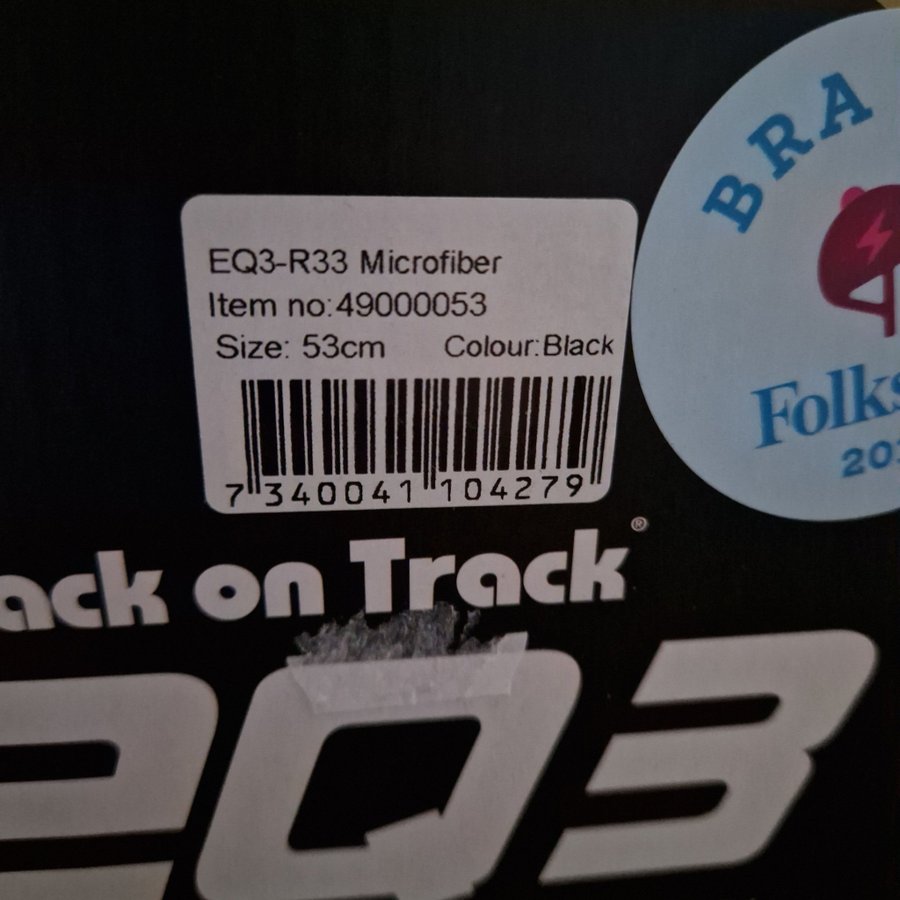 BRA
EQ3-R33 Microfiber
Item no:49000053
Size: 53cm Colour:Black
7 340041 104279
Folks
201
ack on Track®
EQ3